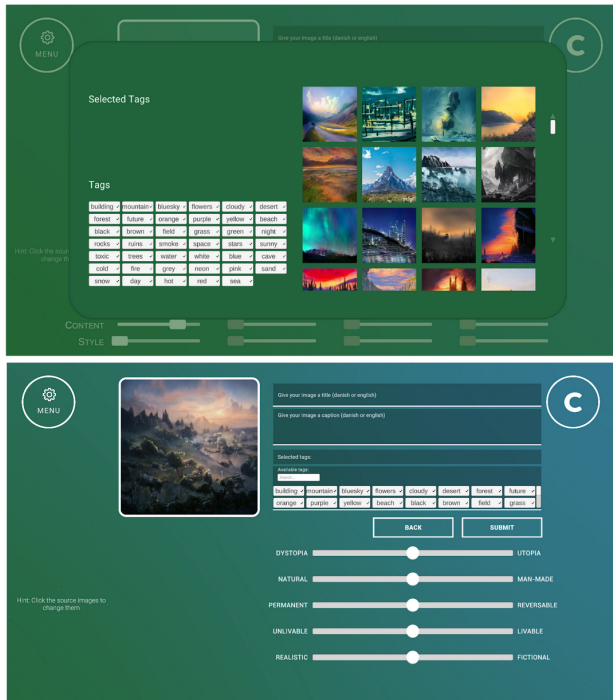 MENU
Give your image a title (danish or english)
C
Selected Tags
Tags
building mountain bluesky flowers cloudy desert
forest future orange purple yellow beach
black brown field grass green night
rocks ruins smoke space stars sunny
toxic trees water white blue cave
cold fire grey neon pink sand
snow day hot red sea
Hint: Click the sour
change th
CONTENT
STYLE
MENU
Give your image a title (danish or english)
C
Give your image a caption (danish or english)
Selected tags:
Available tags:
building mountain bluesky flowers cloudy desert forest future
orange purple yellow beach black brown field grass
BACK SUBMIT
DYSTOPIA UTOPIA
NATURAL MAN-MADE
Hint: Click the source images to
change them
PERMANENT REVERSABLE
UNLIVABLE LIVABLE
REALISTIC FICTIONAL